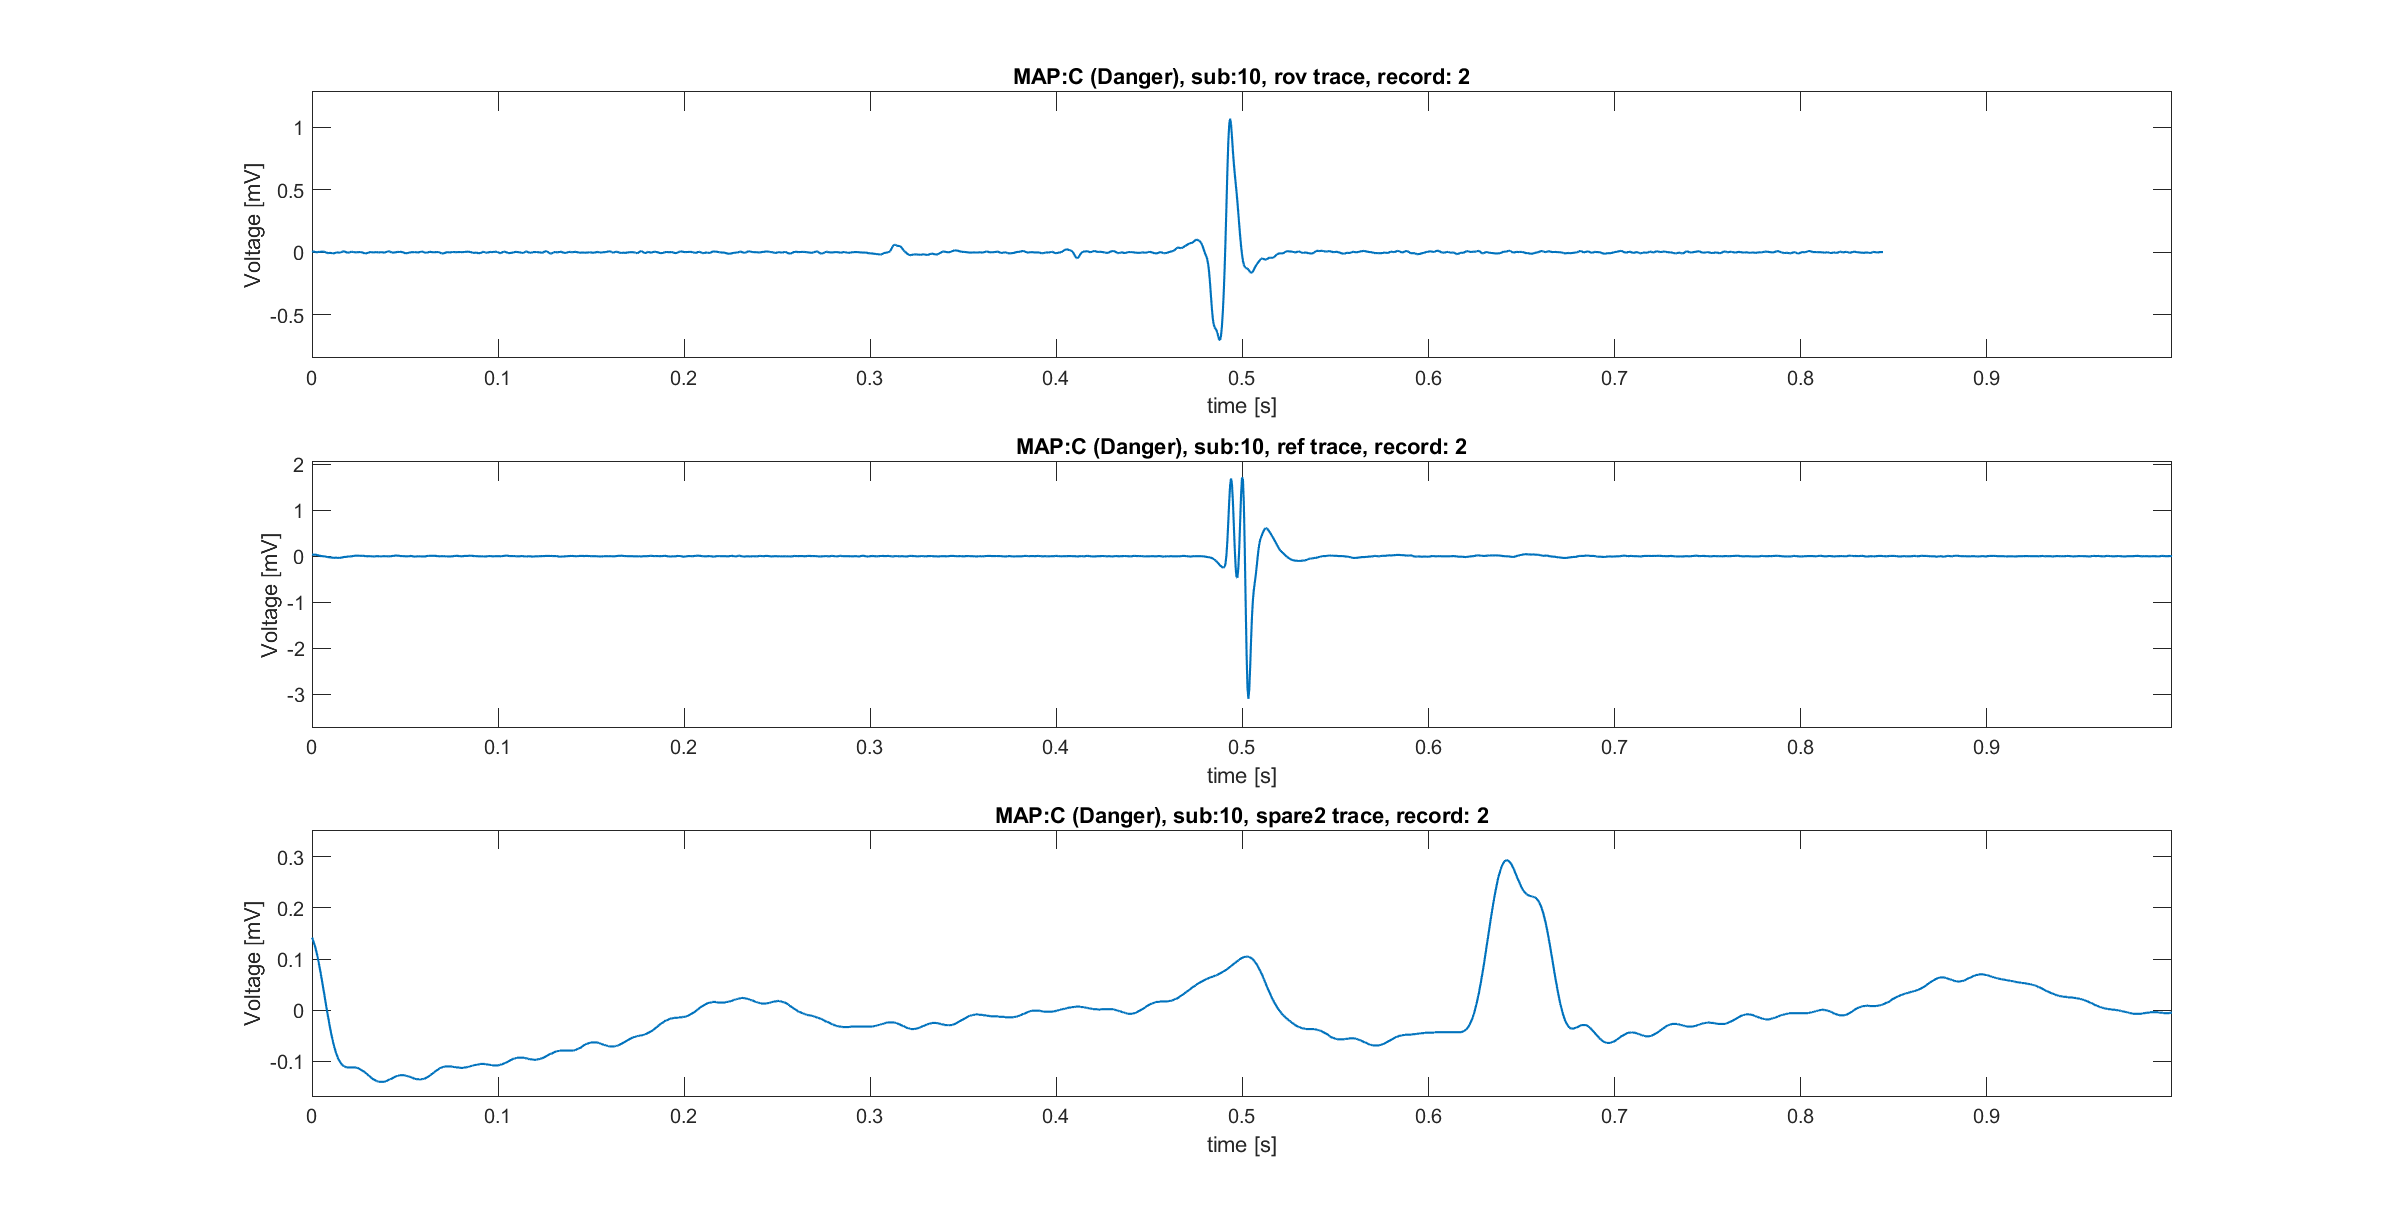 MAP:C (Danger), sub:10, rov trace, record: 2
Voltage [mV]
1
0.5
0
-0.5
0 0.1 0.2 0.3 0.4 0.5 0.6 0.7 0.8 0.9
time [s]
MAP:C (Danger), sub:10, ref trace, record: 2
Voltage [mV]
2
1
0
-1
-2
-3
0 0.1 0.2 0.3 0.4 0.5 0.6 0.7 0.8 0.9
time [s]
MAP:C (Danger), sub:10, spare2 trace, record: 2
Voltage [mV]
0.3
0.2
0.1
0
-0.1
0 0.1 0.2 0.3 0.4 0.5 0.6 0.7 0.8 0.9
time [s]